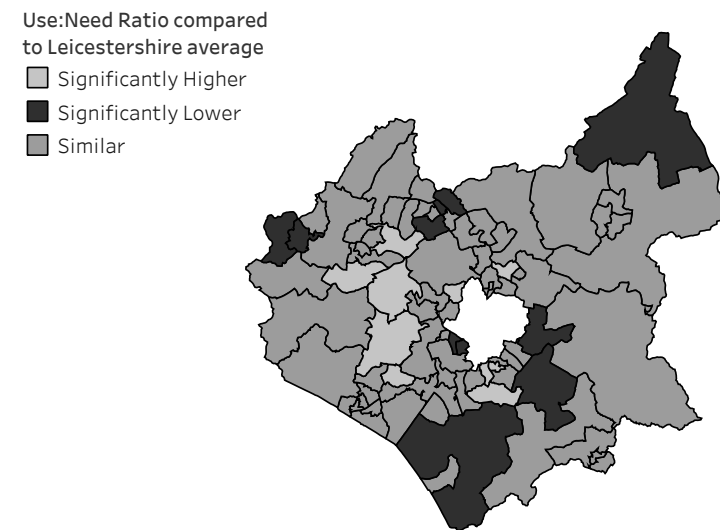 Use:Need Ratio compared
to Leicestershire average
Significantly Higher
Significantly Lower
Similar